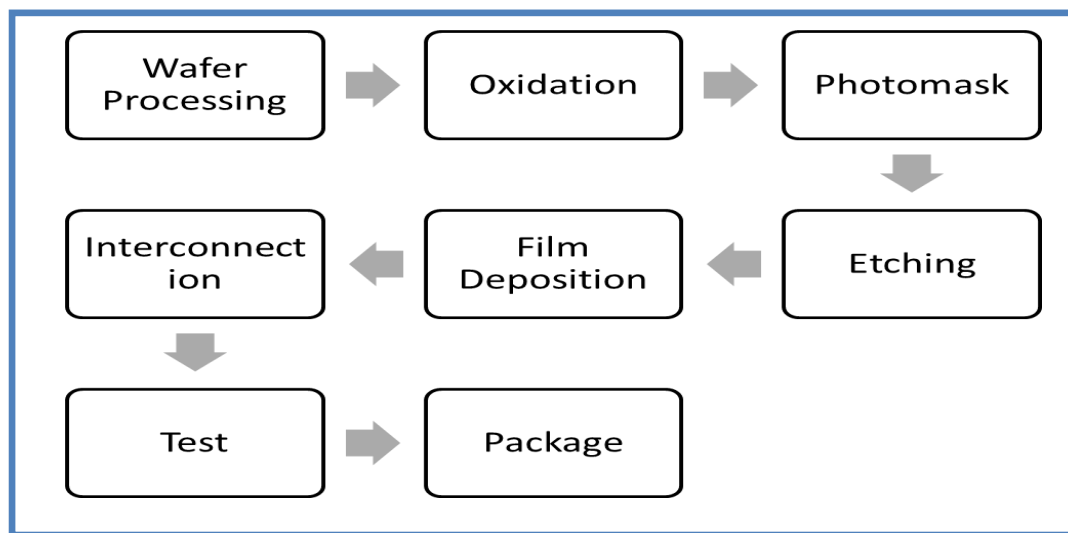 Wafer
Processing
Oxidation
Photomask
Etching
Film
Deposition
Interconnect
ion
Test
Package